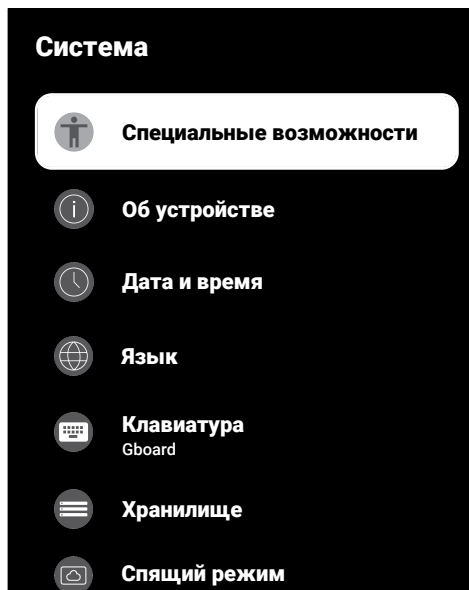 Система
Специальные возможности
Об устройстве
Дата и время
Язык
Клавиатура
Gboard
Хранилище
Спящий режим